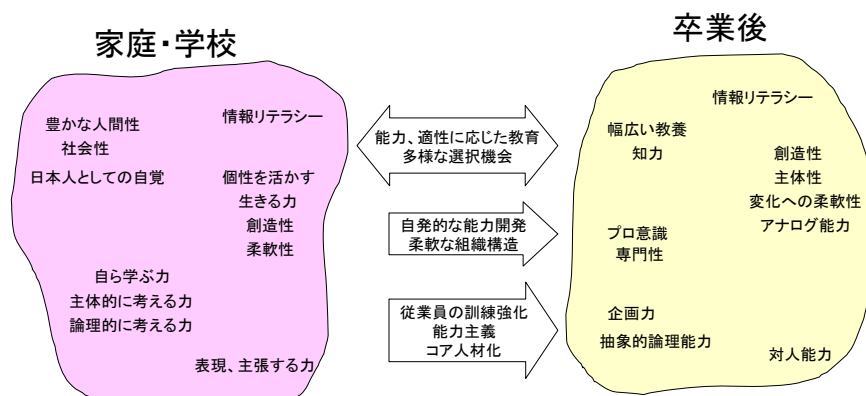 家庭・学校
豊かな人間性
社会性
日本人としての自覚
情報リテラシー
個性を活かす
生きる力
創造性
柔軟性
自ら学ぶ力
主体的に考える力
論理的に考える力
表現、主張する力
能力、適性に応じた教育
多様な選択機会
自発的な能力開発
柔軟な組織構造
従業員の訓練強化
能力主義
コア人材化
卒業後
情報リテラシー
幅広い教養
知力
創造性
主体性
変化への柔軟性
アナログ能力
プロ意識
専門性
企画力
抽象的論理能力
対人能力